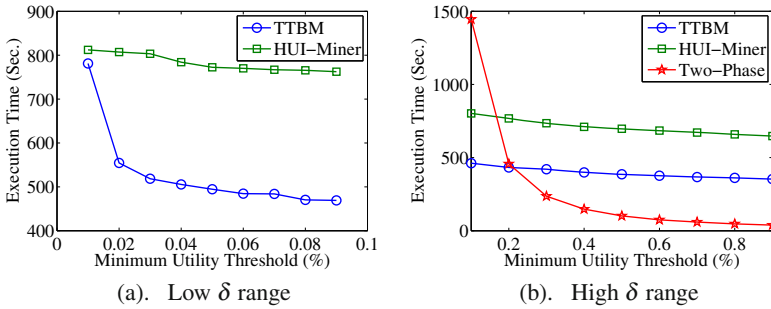 900
800
700
600
500
400
0
0.02
0.04
0.06
0.08
0.1
Execution Time (Sec.)
Minimum Utility Threshold (%)
TTBM
HUI−Miner
(a). Low δ range
1500
1000
500
0
0.2
0.4
0.6
0.8
Execution Time (Sec.)
Minimum Utility Threshold (%)
TTBM
HUI−Miner
Two−Phase
(b). High δ range